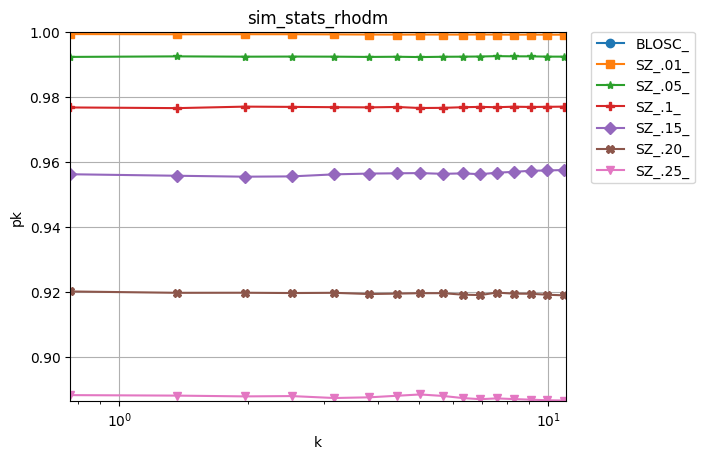 sim_stats_rhodm
1.00
0.98
0.96
0.94
0.92
0.90
pk
10^0
10^1
k
BLOSC_
SZ_.01_
SZ_.05_
SZ_.1_
SZ_.15_
SZ_.20_
SZ_.25_